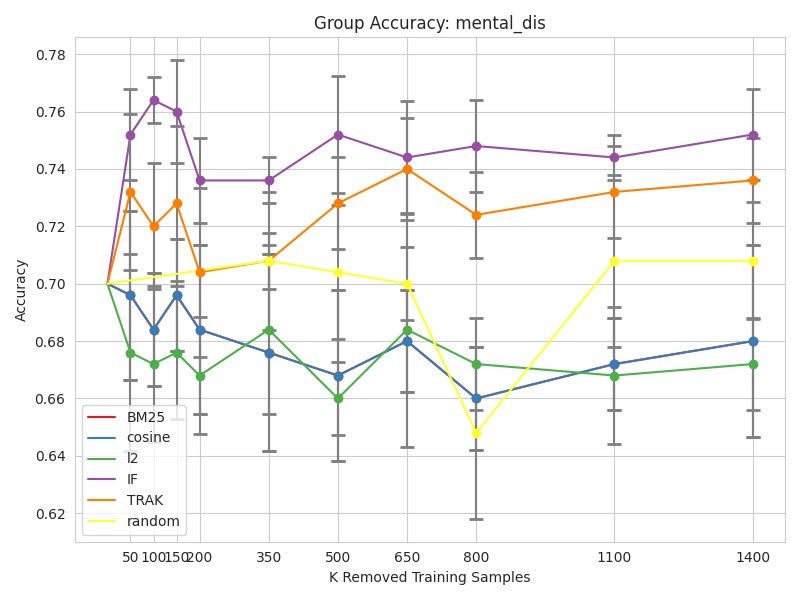 Group Accuracy: mental_dis
0.78
0.76
0.74
0.72
0.70
0.68
0.66
0.64
0.62
Accuracy
BM25
cosine
l2
IF
TRAK
random
50 100 150 200 350 500 650 800 1100 1400
K Removed Training Samples